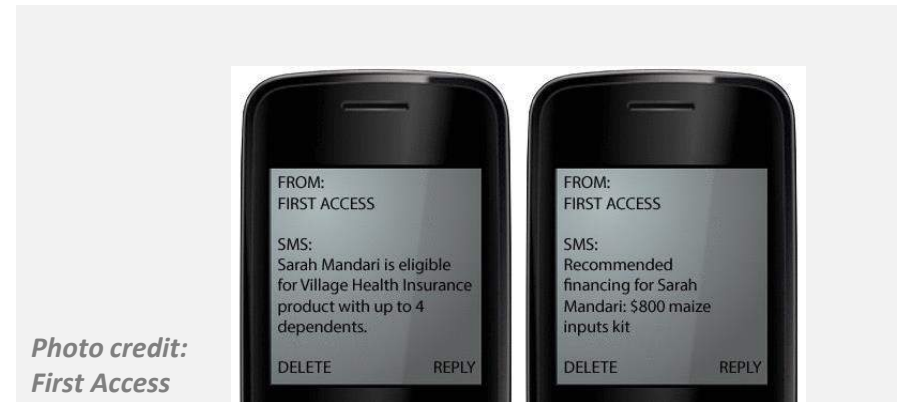 FROM:
FIRST ACCESS
SMS:
Sarah Mandari is eligible
for Village Health Insurance
product with up to 4
dependents.
DELETE REPLY
FROM:
FIRST ACCESS
SMS:
Recommended
financing for Sarah
Mandari: $800 maize
inputs kit
DELETE REPLY
Photo credit:
First Access